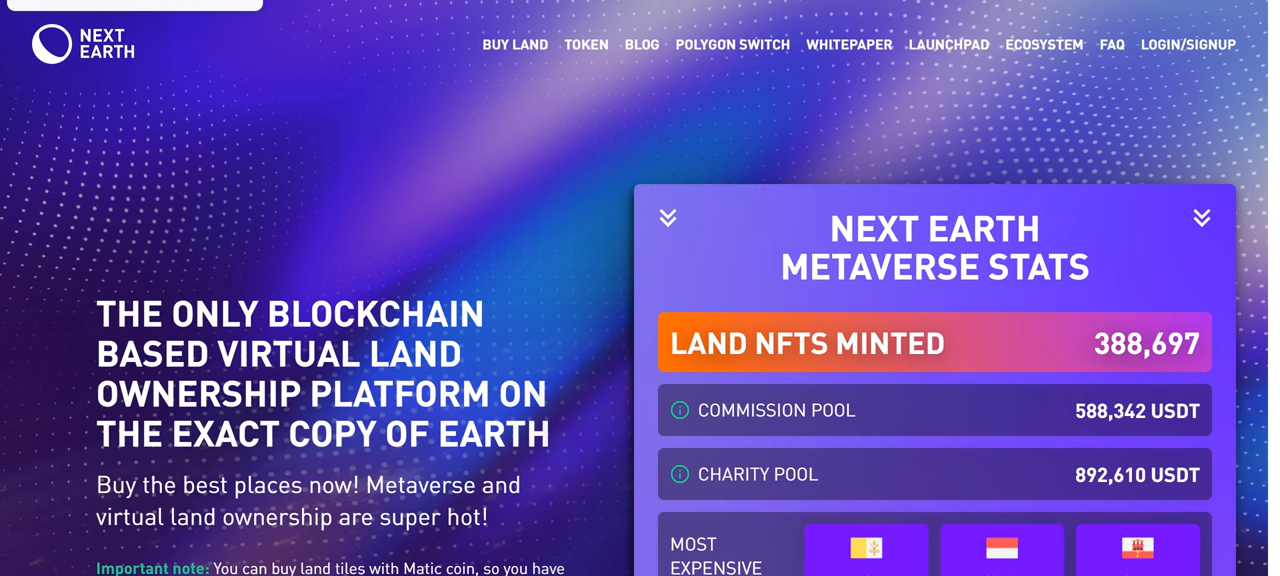 NEXT
EARTH
BUY LAND TOKEN BLOG POLYGON SWITCH WHITEPAPER LAUNCHPAD ECOSYSTEM FAQ LOGIN/SIGNUP
THE ONLY BLOCKCHAIN
BASED VIRTUAL LAND
OWNERSHIP PLATFORM ON
THE EXACT COPY OF EARTH
Buy the best places now! Metaverse and
virtual land ownership are super hot!
Important note: You can buy land tiles with Matic coin, so you have
NEXT EARTH
METAVERSE STATS
LAND NFTS MINTED 388,697
COMMISSION POOL 588,342 USDT
CHARITY POOL 892,610 USDT
MOST
EXPENSIVE